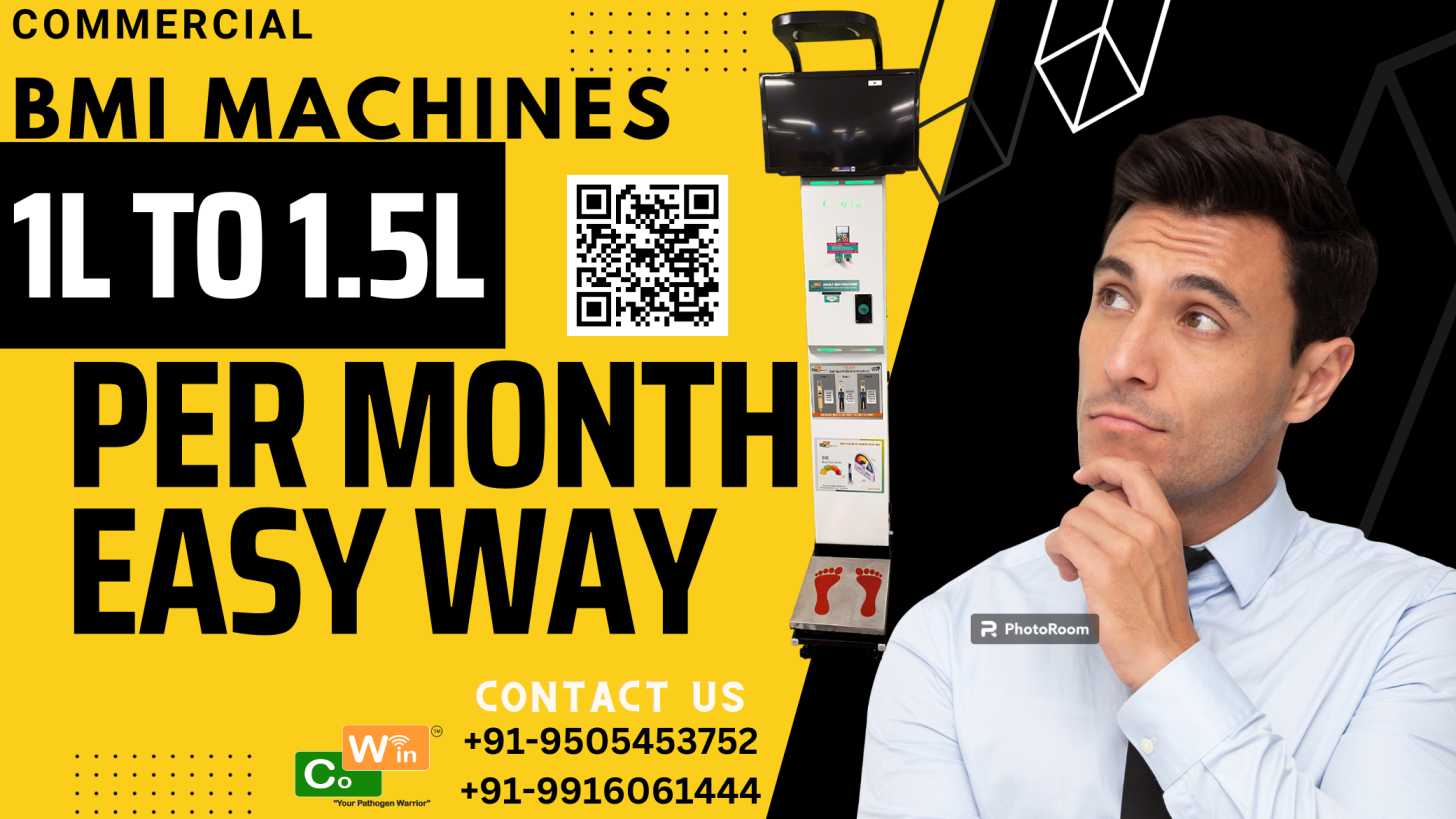 COMMERCIAL
BMI MACHINES
1L TO 1.5L
PER MONTH
EASY WAY
CONTACT US
+91-9505453752
+91-9916061444
Co
Win
TM
"Your Pathogen Warrior"
PhotoRoom